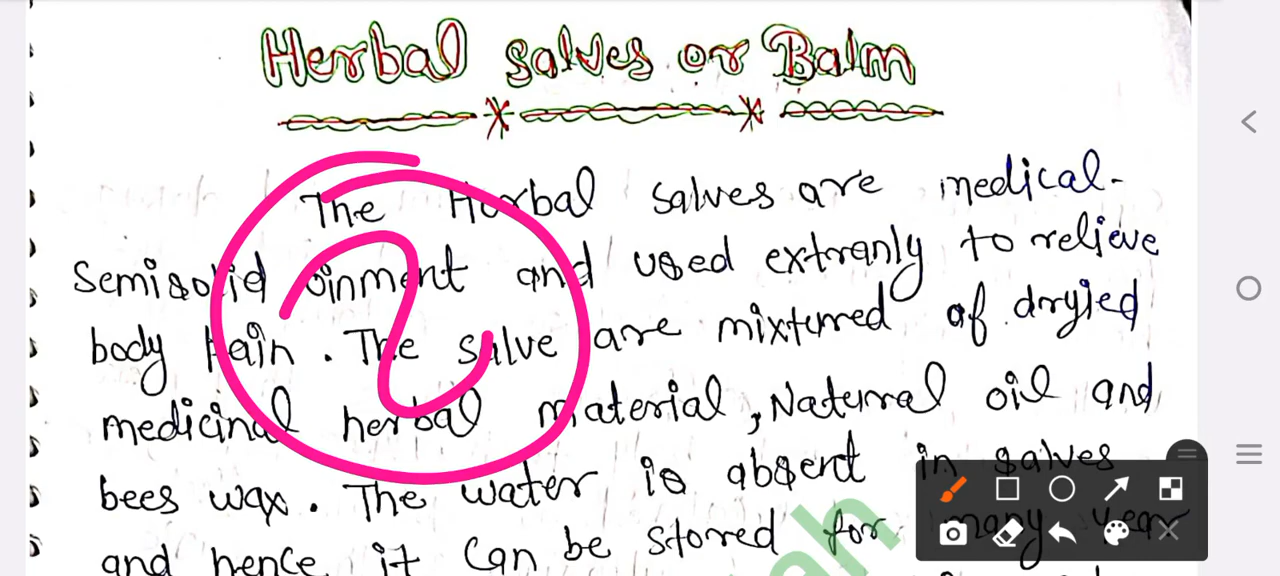 Herbal salves or Balm
The Herbal salves are medical-
semisolid oinment and used extranly to relieve
body pain. The salve are mixtured of dryied
medicinal herbal material, Natural oil and
bees wax. The water is absent in salves
and hence it can be stored for many year